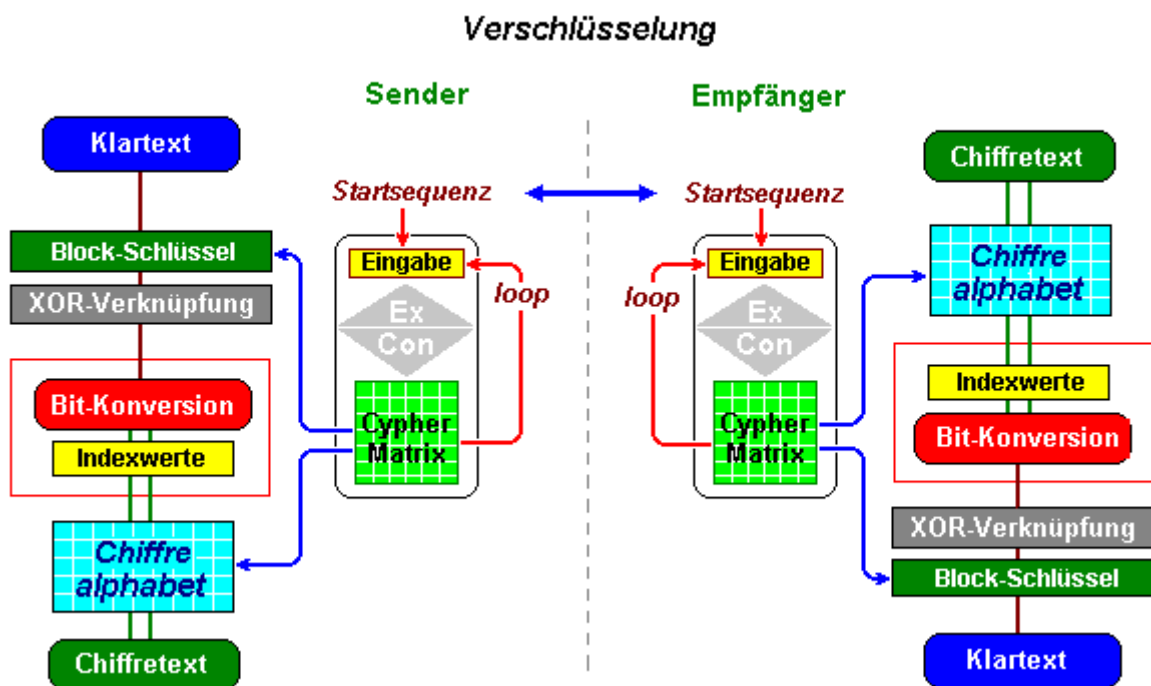 Verschlüsselung
Sender
Empfänger
Klartext
Startsequenz
Block-Schlüssel
XOR-Verknüpfung
Bit-Konversion
Indexwerte
Chiffre
alphabet
Chiffretext
Eingabe
loop
Ex
Con
Cypher
Matrix
Startsequenz
Eingabe
loop
Ex
Con
Cypher
Matrix
Chiffretext
Chiffre
alphabet
Indexwerte
Bit-Konversion
XOR-Verknüpfung
Block-Schlüssel
Klartext